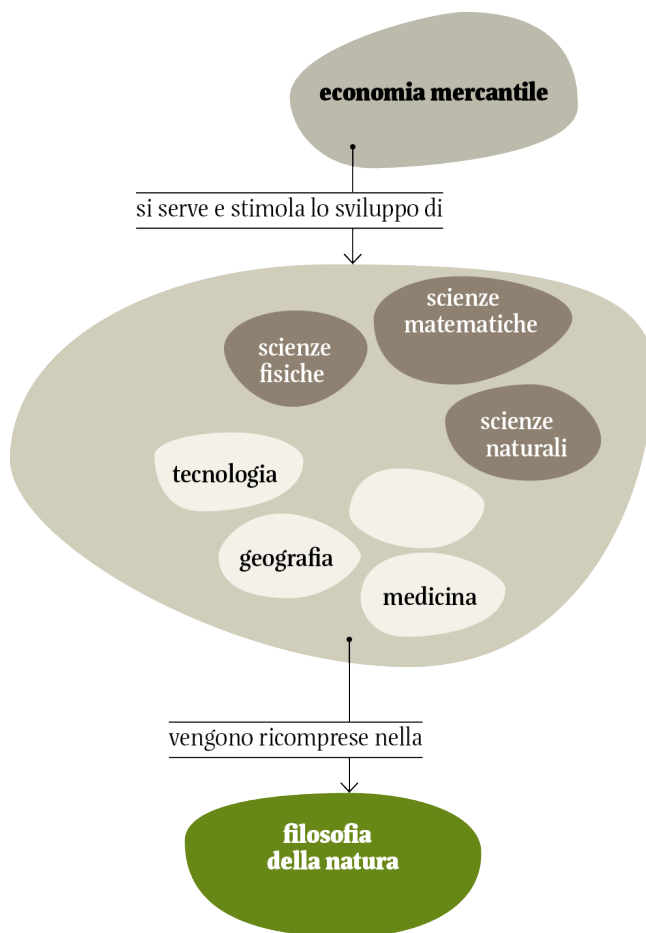 economia mercantile
si serve e stimola lo sviluppo di
scienze
matematiche
scienze
fisiche
scienze
naturali
tecnologia
geografia
medicina
vengono ricomprese nella
filosofia
della natura